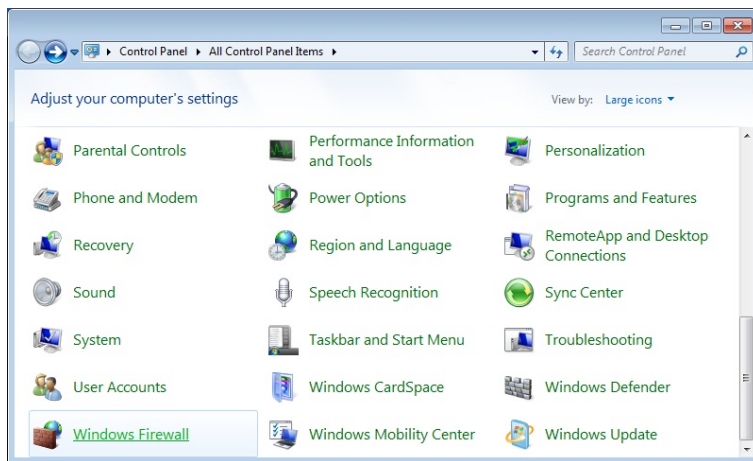 Control Panel All Control Panel Items
Search Control Panel
Adjust your computer's settings
View by: Large icons
Parental Controls
Performance Information
and Tools
Personalization
Phone and Modem
Power Options
Programs and Features
Recovery
Region and Language
RemoteApp and Desktop
Connections
Sound
Speech Recognition
Sync Center
System
Taskbar and Start Menu
Troubleshooting
User Accounts
Windows CardSpace
Windows Defender
Windows Firewall
Windows Mobility Center
Windows Update